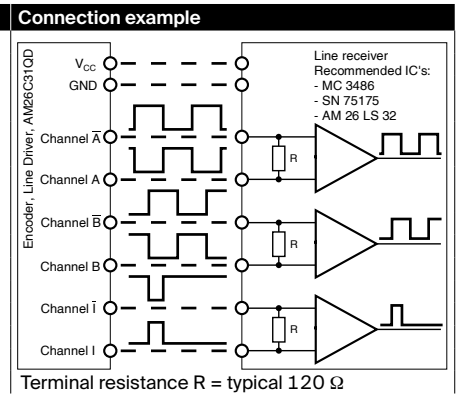 Connection example
Encoder, Line Driver, AM26C31QD
V_CC
GND
Channel A̅
Channel A
Channel B̅
Channel B
Channel I̅
Channel I
Line receiver
Recommended IC's:
- MC 3486
- SN 75175
- AM 26 LS 32
R
R
R
Terminal resistance R = typical 120 Ω